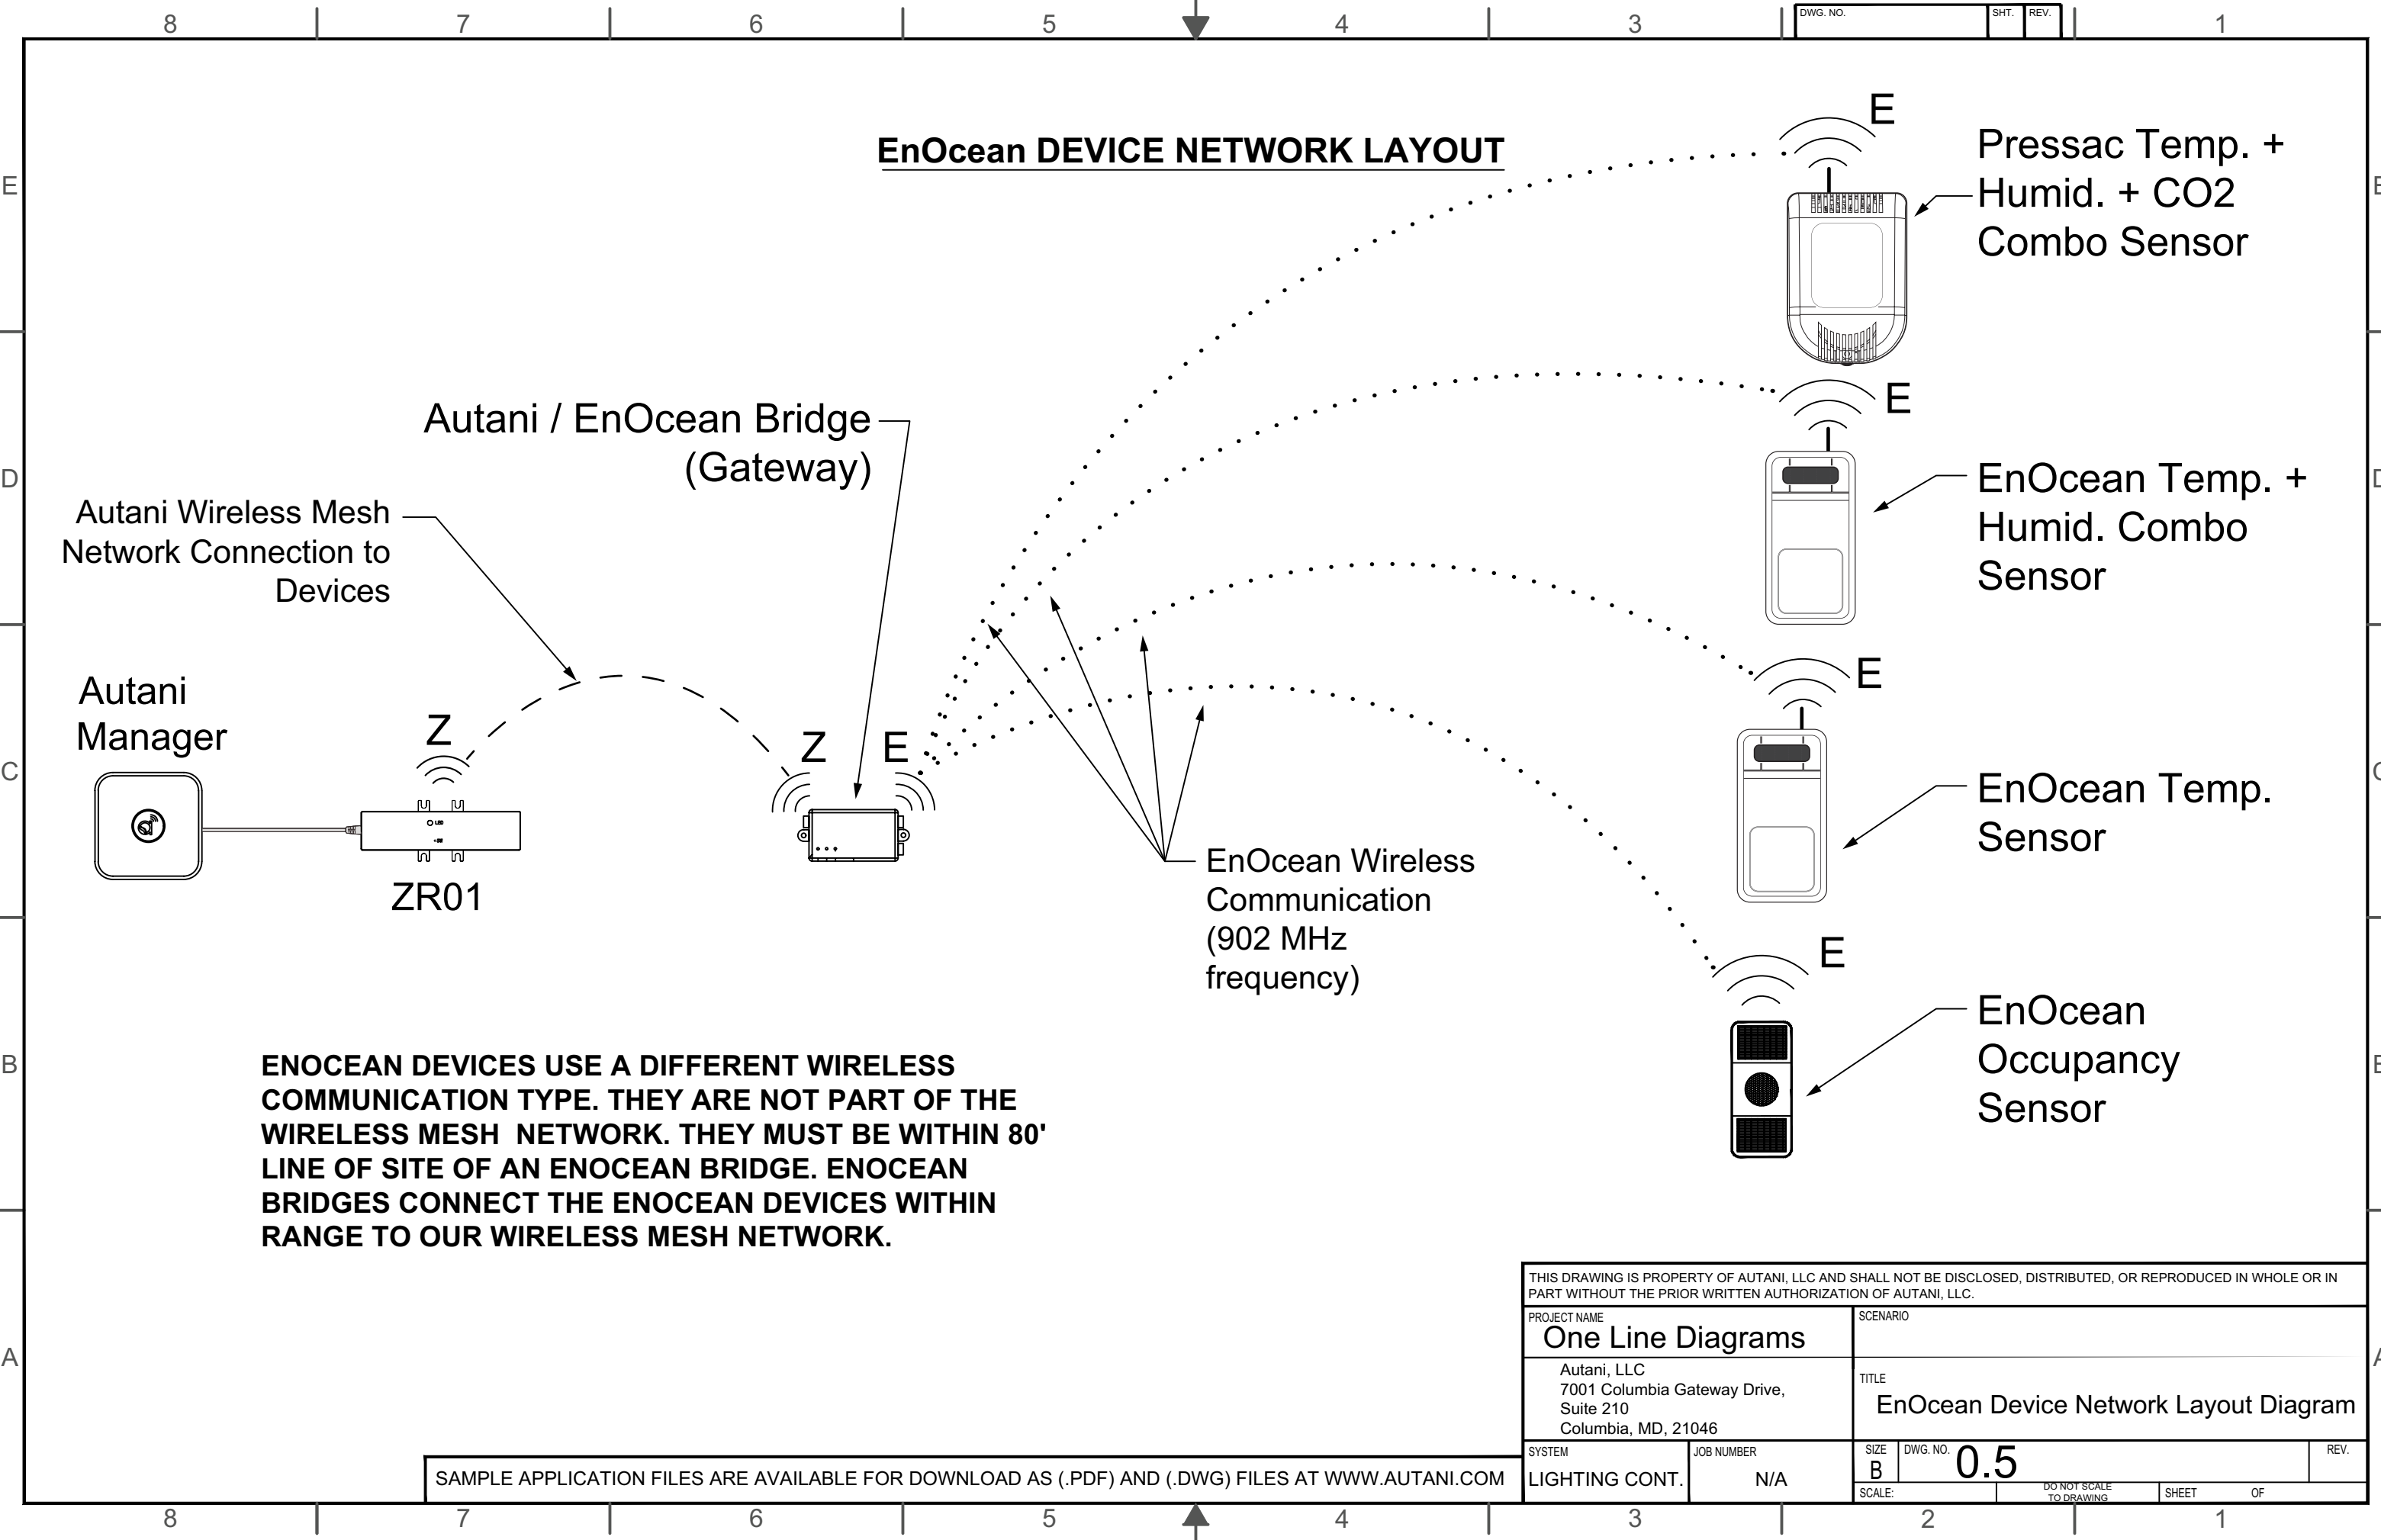 8 7 6 5 4 3 1
DWG. NO. SHT. REV.
E
D
C
B
A
EnOcean DEVICE NETWORK LAYOUT
E
Pressac Temp. +
Humid. + CO2
Combo Sensor
E
EnOcean Temp. +
Humid. Combo
Sensor
E
EnOcean Temp.
Sensor
E
EnOcean
Occupancy
Sensor
Autani / EnOcean Bridge
(Gateway)
Autani Wireless Mesh
Network Connection to
Devices
Autani
Manager
Z
LED
ZR01
Z E
EnOcean Wireless
Communication
(902 MHz
frequency)
ENOCEAN DEVICES USE A DIFFERENT WIRELESS
COMMUNICATION TYPE. THEY ARE NOT PART OF THE
WIRELESS MESH NETWORK. THEY MUST BE WITHIN 80'
LINE OF SITE OF AN ENOCEAN BRIDGE. ENOCEAN
BRIDGES CONNECT THE ENOCEAN DEVICES WITHIN
RANGE TO OUR WIRELESS MESH NETWORK.
THIS DRAWING IS PROPERTY OF AUTANI, LLC AND SHALL NOT BE DISCLOSED, DISTRIBUTED, OR REPRODUCED IN WHOLE OR IN
PART WITHOUT THE PRIOR WRITTEN AUTHORIZATION OF AUTANI, LLC.
PROJECT NAME
One Line Diagrams
SCENARIO
Autani, LLC
7001 Columbia Gateway Drive,
Suite 210
Columbia, MD, 21046
TITLE
EnOcean Device Network Layout Diagram
SYSTEM
LIGHTING CONT.
JOB NUMBER
N/A
SIZE
B
DWG. NO. 0.5
REV.
SCALE:
DO NOT SCALE
TO DRAWING
SHEET OF
SAMPLE APPLICATION FILES ARE AVAILABLE FOR DOWNLOAD AS (.PDF) AND (.DWG) FILES AT WWW.AUTANI.COM
8 7 6 5 4 3 2 1